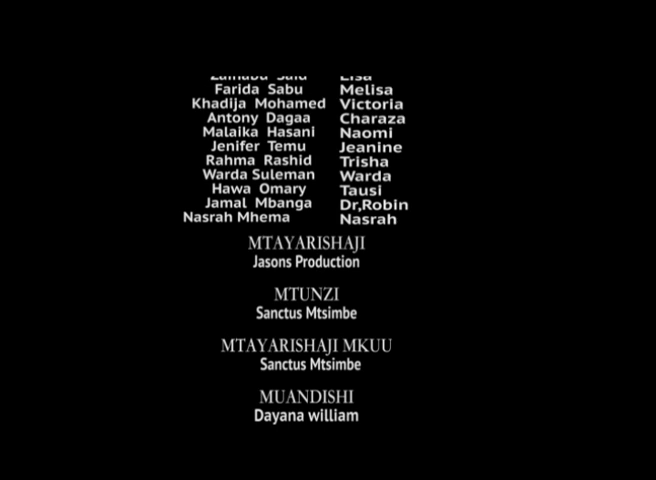 Farida Sabu Melisa
Khadija Mohamed Victoria
Antony Dagaa Charaza
Malaika Hasani Naomi
Jenifer Temu Jeanine
Rahma Rashid Trisha
Warda Suleman Warda
Hawa Omary Tausi
Jamal Mbanga Dr,Robin
Nasrah Mhema Nasrah
MTAYARISHAJI
Jasons Production
MTUNZI
Sanctus Mtsimbe
MTAYARISHAJI MKUU
Sanctus Mtsimbe
MUANDISHI
Dayana william